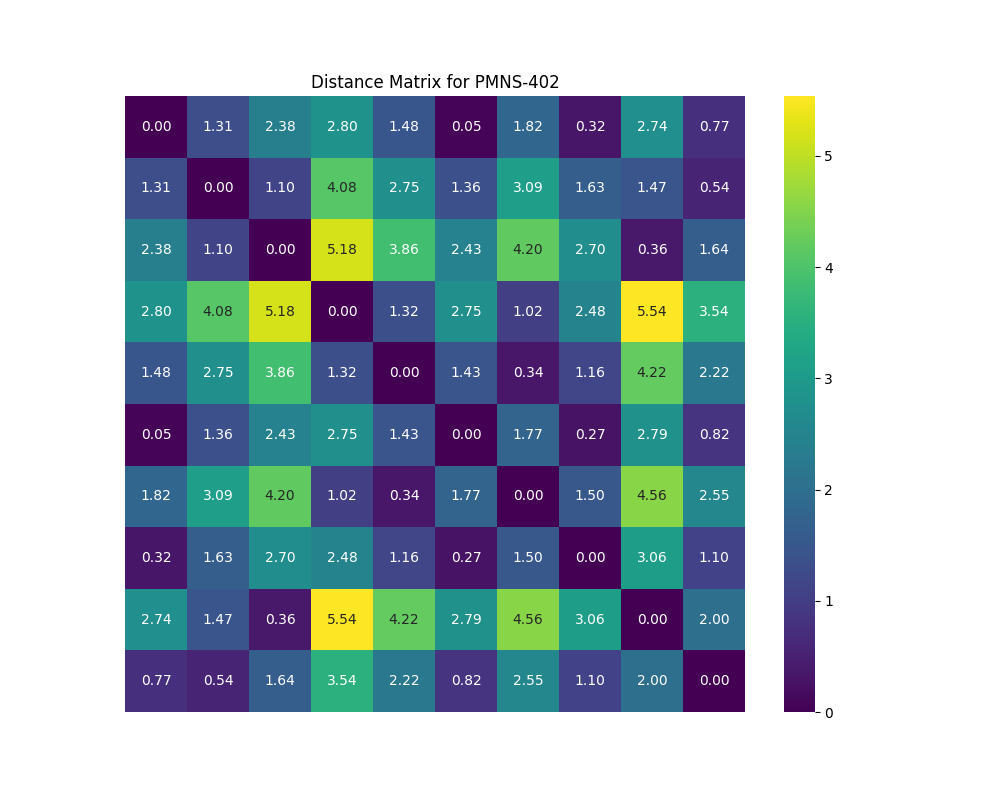 Distance Matrix for PMNS-402
0.00 1.31 2.38 2.80 1.48 0.05 1.82 0.32 2.74 0.77
1.31 0.00 1.10 4.08 2.75 1.36 3.09 1.63 1.47 0.54
2.38 1.10 0.00 5.18 3.86 2.43 4.20 2.70 0.36 1.64
2.80 4.08 5.18 0.00 1.32 2.75 1.02 2.48 5.54 3.54
1.48 2.75 3.86 1.32 0.00 1.43 0.34 1.16 4.22 2.22
0.05 1.36 2.43 2.75 1.43 0.00 1.77 0.27 2.79 0.82
1.82 3.09 4.20 1.02 0.34 1.77 0.00 1.50 4.56 2.55
0.32 1.63 2.70 2.48 1.16 0.27 1.50 0.00 3.06 1.10
2.74 1.47 0.36 5.54 4.22 2.79 4.56 3.06 0.00 2.00
0.77 0.54 1.64 3.54 2.22 0.82 2.55 1.10 2.00 0.00
5
4
3
2
1
0